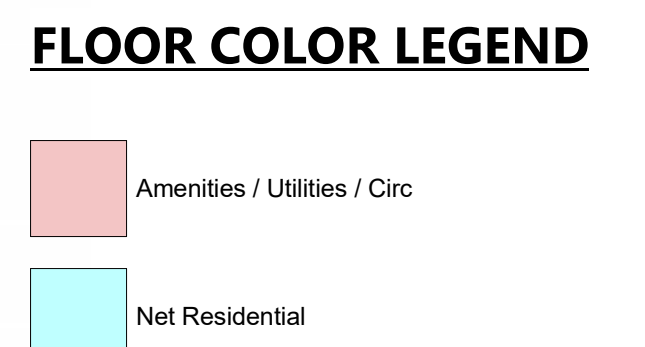 FLOOR COLOR LEGEND
Amenities / Utilities / Circ
Net Residential